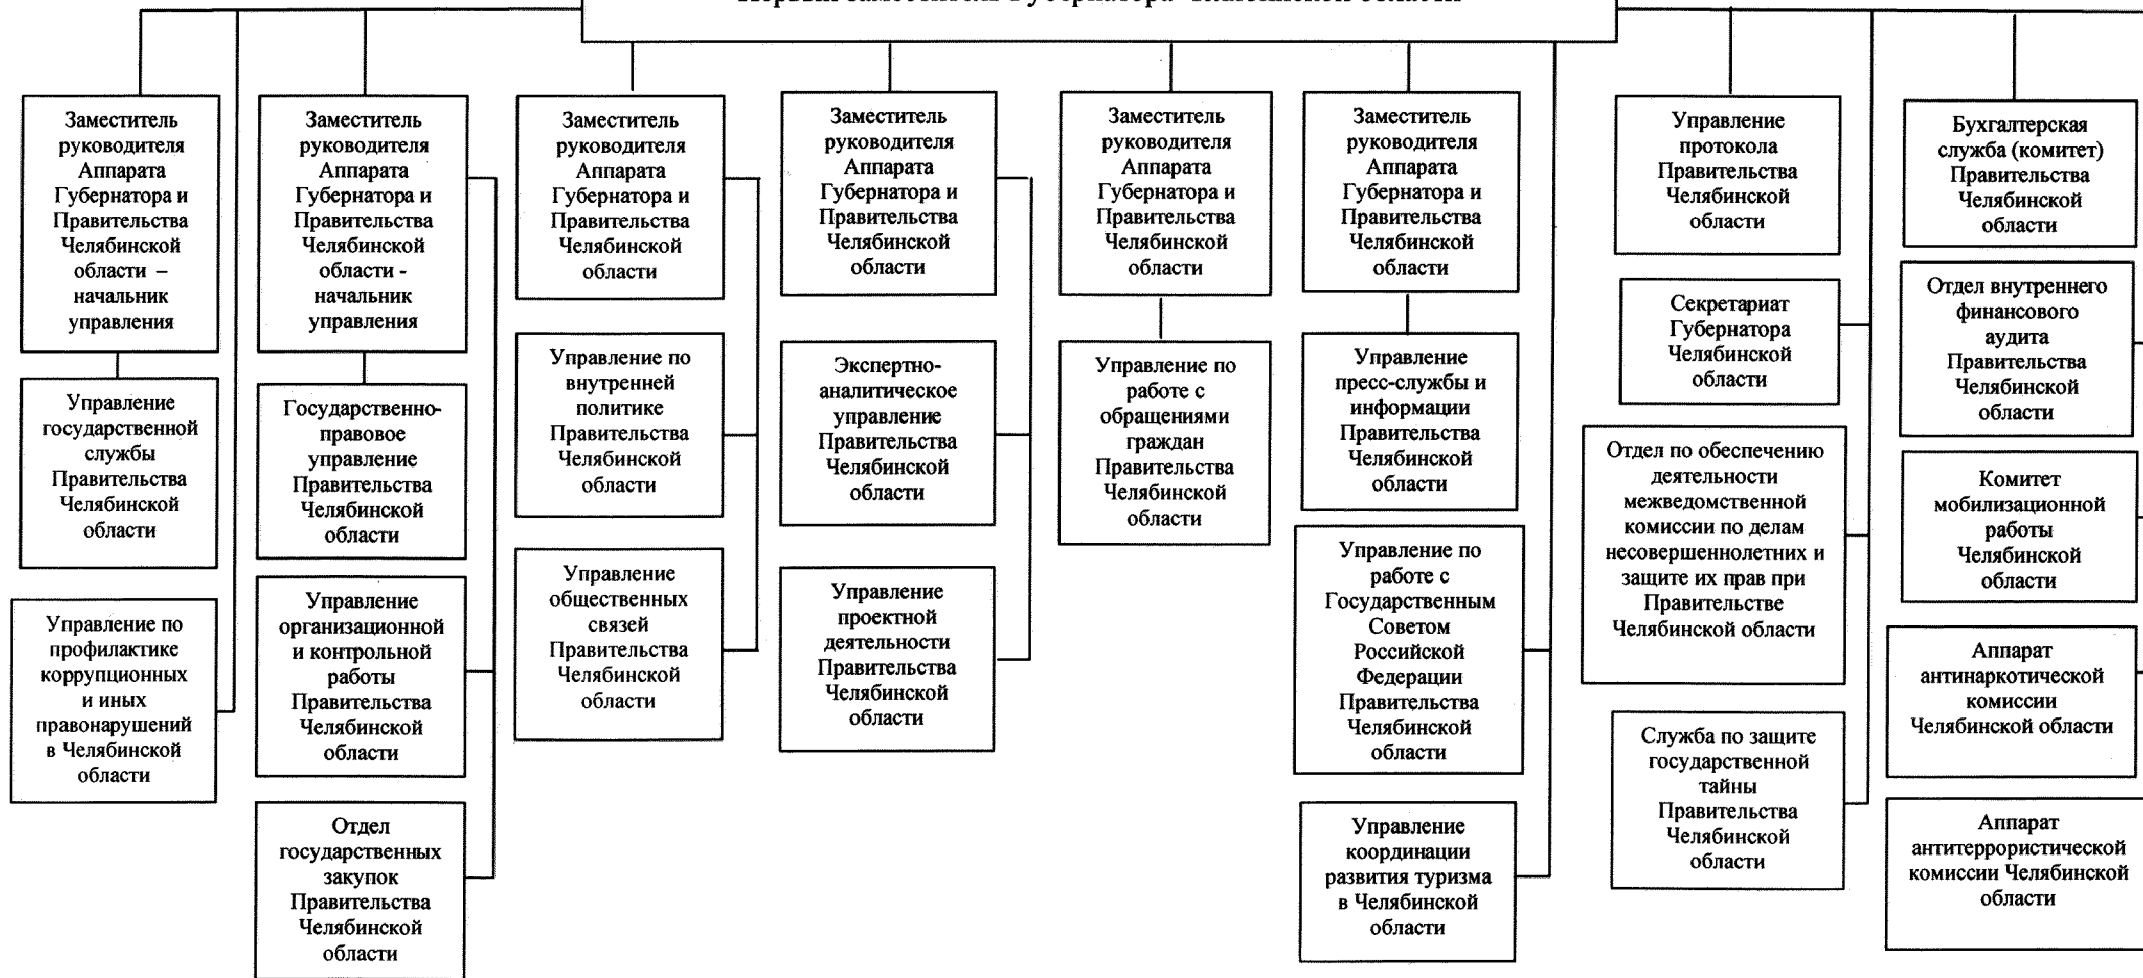 Первый заместитель Губернатора Челябинской области
Заместитель
руководителя
Аппарата
Губернатора и
Правительства
Челябинской
области –
начальник
управления
Управление
государственной
службы
Правительства
Челябинской
области
Управление по
профилактике
коррупционных
и иных
правонарушений
в Челябинской
области
Заместитель
руководителя
Аппарата
Губернатора и
Правительства
Челябинской
области -
начальник
управления
Государственно-
правовое
управление
Правительства
Челябинской
области
Управление
организационной
и контрольной
работы
Правительства
Челябинской
области
Отдел
государственных
закупок
Правительства
Челябинской
области
Заместитель
руководителя
Аппарата
Губернатора и
Правительства
Челябинской
области
Управление по
внутренней
политике
Правительства
Челябинской
области
Управление
общественных
связей
Правительства
Челябинской
области
Заместитель
руководителя
Аппарата
Губернатора и
Правительства
Челябинской
области
Экспертно-
аналитическое
управление
Правительства
Челябинской
области
Управление
проектной
деятельности
Правительства
Челябинской
области
Заместитель
руководителя
Аппарата
Губернатора и
Правительства
Челябинской
области
Управление по
работе с
обращениями
граждан
Правительства
Челябинской
области
Заместитель
руководителя
Аппарата
Губернатора и
Правительства
Челябинской
области
Управление
пресс-службы и
информации
Правительства
Челябинской
области
Управление по
работе с
Государственным
Советом
Российской
Федерации
Правительства
Челябинской
области
Управление
координации
развития туризма
в Челябинской
области
Управление
протокола
Правительства
Челябинской
области
Секретариат
Губернатора
Челябинской
области
Отдел по обеспечению
деятельности
межведомственной
комиссии по делам
несовершеннолетних и
защите их прав при
Правительстве
Челябинской области
Служба по защите
государственной
тайны
Правительства
Челябинской
области
Бухгалтерская
служба (комитет)
Правительства
Челябинской
области
Отдел внутреннего
финансового
аудита
Правительства
Челябинской
области
Комитет
мобилизационной
работы
Челябинской
области
Аппарат
антинаркотической
комиссии
Челябинской области
Аппарат
антитеррористической
комиссии Челябинской
области